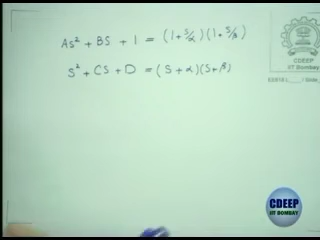 AS² + BS + 1 = (1+S/α)(1+S/β)
S² + CS + D = (S+α)(S+β)
CDEEP
IIT Bombay
CDEEP
IIT BOMBAY